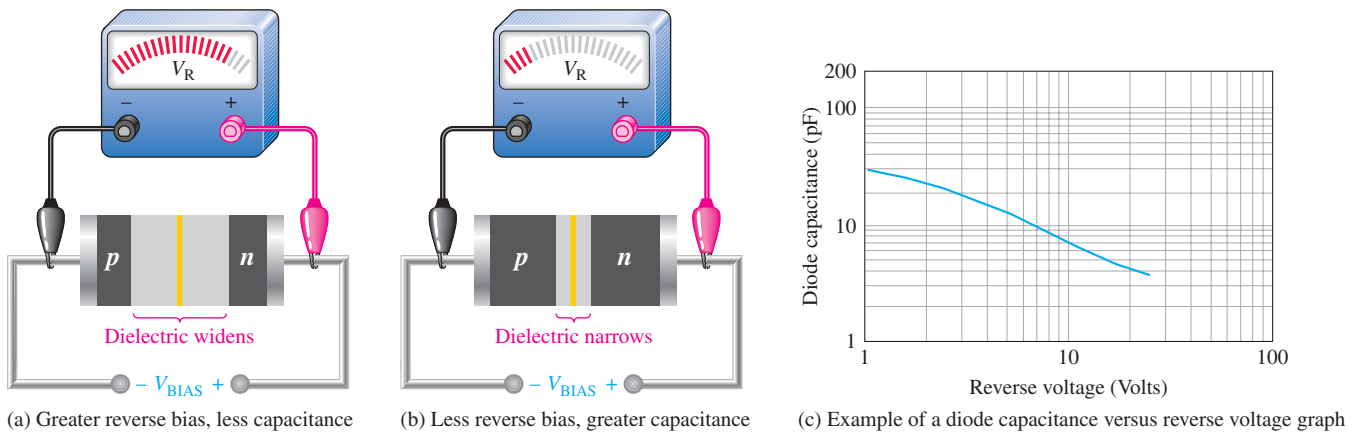 V_R
– +
p n
Dielectric widens
– V_BIAS +
(a) Greater reverse bias, less capacitance
V_R
– +
p n
Dielectric narrows
– V_BIAS +
(b) Less reverse bias, greater capacitance
Diode capacitance (pF)
200
100
10
1
1 10 100
Reverse voltage (Volts)
(c) Example of a diode capacitance versus reverse voltage graph